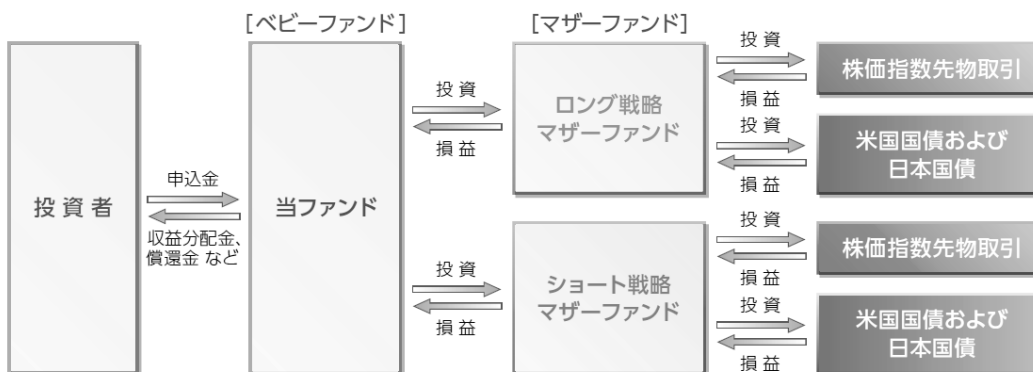 [ベビーファンド]
[マザーファンド]
投資者
申込金
収益分配金、
償還金 など
当ファンド
投資
損益
ロング戦略
マザーファンド
投資
損益
株価指数先物取引
投資
損益
米国国債および
日本国債
投資
損益
ショート戦略
マザーファンド
投資
損益
株価指数先物取引
投資
損益
米国国債および
日本国債